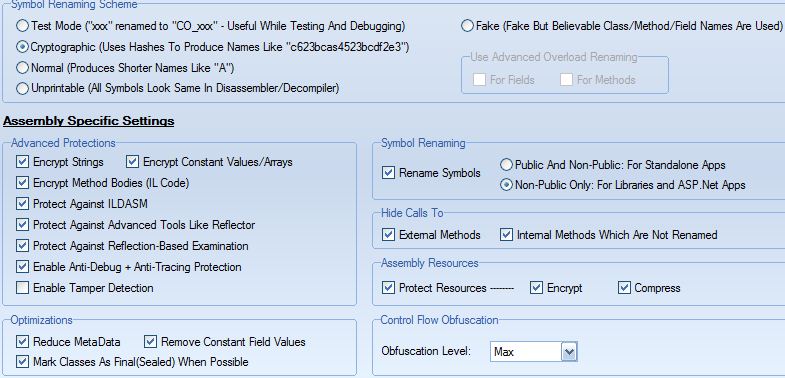 Symbol Renaming Scheme
Test Mode ("xxx" renamed to "CO_xxx" - Useful While Testing And Debugging)
Fake (Fake But Believable Class/Method/Field Names Are Used)
Cryptographic (Uses Hashes To Produce Names Like "c623bcas4523bcdf2e3")
Normal (Produces Shorter Names Like "A")
Unprintable (All Symbols Look Same In Disassembler/Decompiler)
Use Advanced Overload Renaming
For Fields For Methods
Assembly Specific Settings
Advanced Protections
Encrypt Strings Encrypt Constant Values/Arrays
Encrypt Method Bodies (IL Code)
Protect Against ILDASM
Protect Against Advanced Tools Like Reflector
Protect Against Reflection-Based Examination
Enable Anti-Debug + Anti-Tracing Protection
Enable Tamper Detection
Symbol Renaming
Rename Symbols
Public And Non-Public: For Standalone Apps
Non-Public Only: For Libraries and ASP.Net Apps
Hide Calls To
External Methods Internal Methods Which Are Not Renamed
Assembly Resources
Protect Resources -------- Encrypt Compress
Optimizations
Reduce MetaData Remove Constant Field Values
Mark Classes As Final(Sealed) When Possible
Control Flow Obfuscation
Obfuscation Level: Max